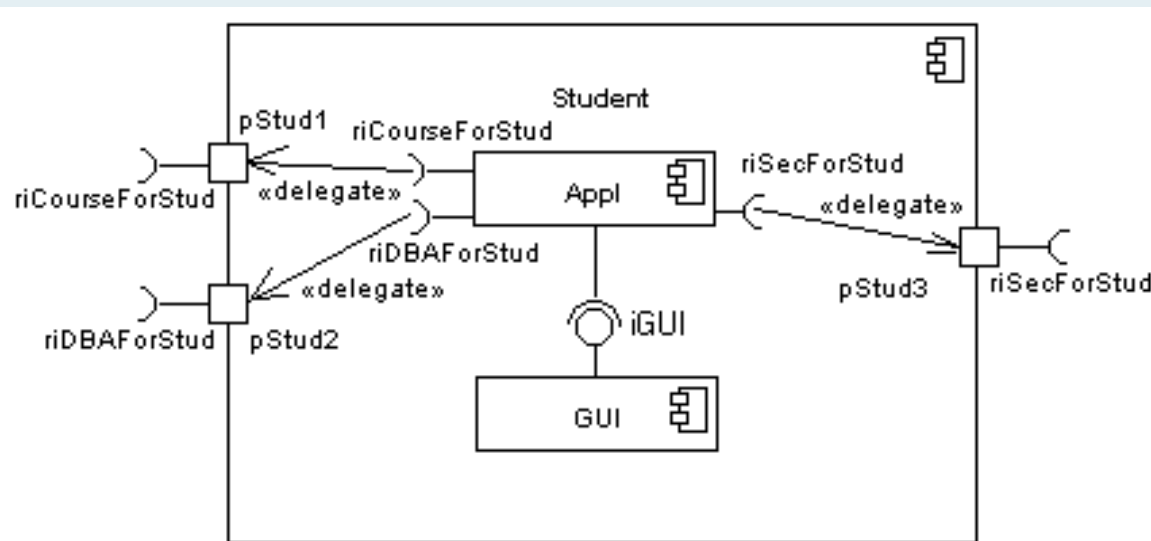 Student
pStud1
riCourseForStud
riSecForStud
riCourseForStud
«delegate»
Appl
«delegate»
riDBAForStud
«delegate»
pStud3
riSecForStud
riDBAForStud
pStud2
iGUI
GUI